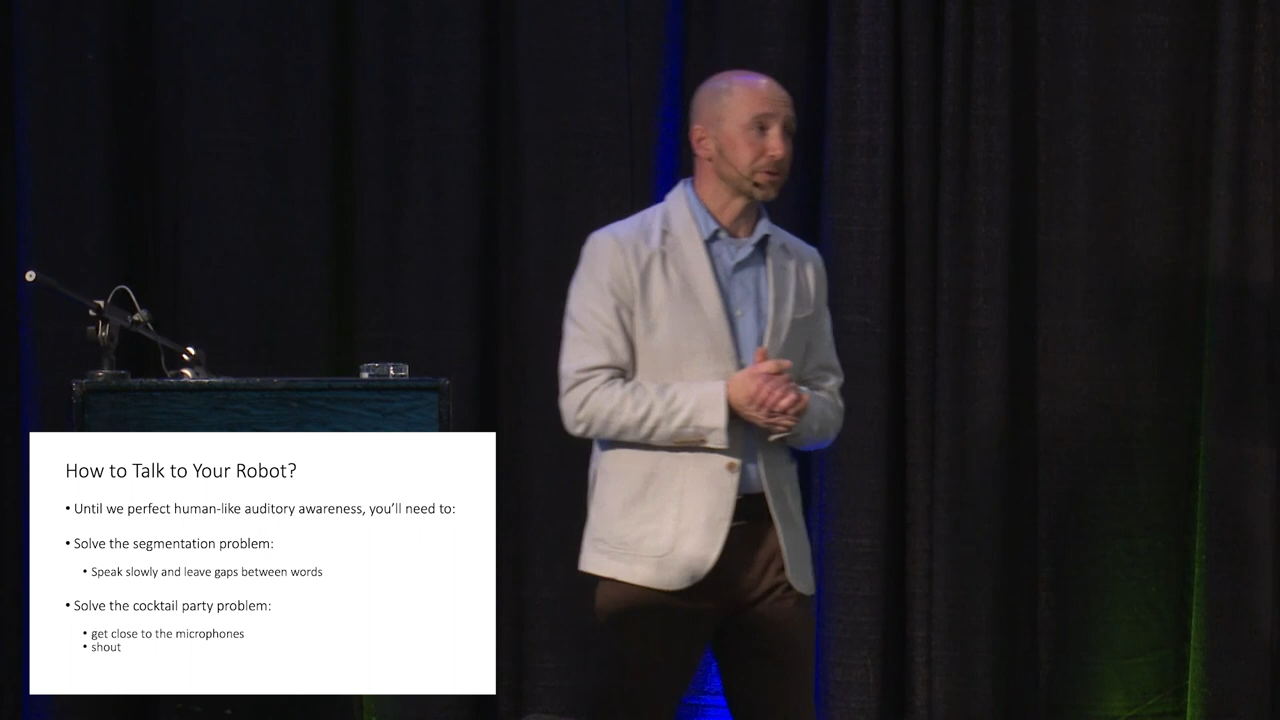 How to Talk to Your Robot?
• Until we perfect human-like auditory awareness, you'll need to:
• Solve the segmentation problem:
• Speak slowly and leave gaps between words
• Solve the cocktail party problem:
• get close to the microphones
• shout